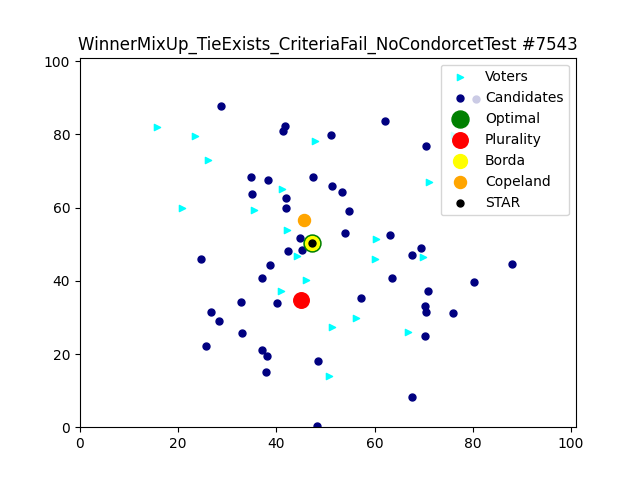 WinnerMixUp_TieExists_CriteriaFail_NoCondorcetTest #7543
100
80
60
40
20
0
0 20 40 60 80 100
Voters
Candidates
Optimal
Plurality
Borda
Copeland
STAR